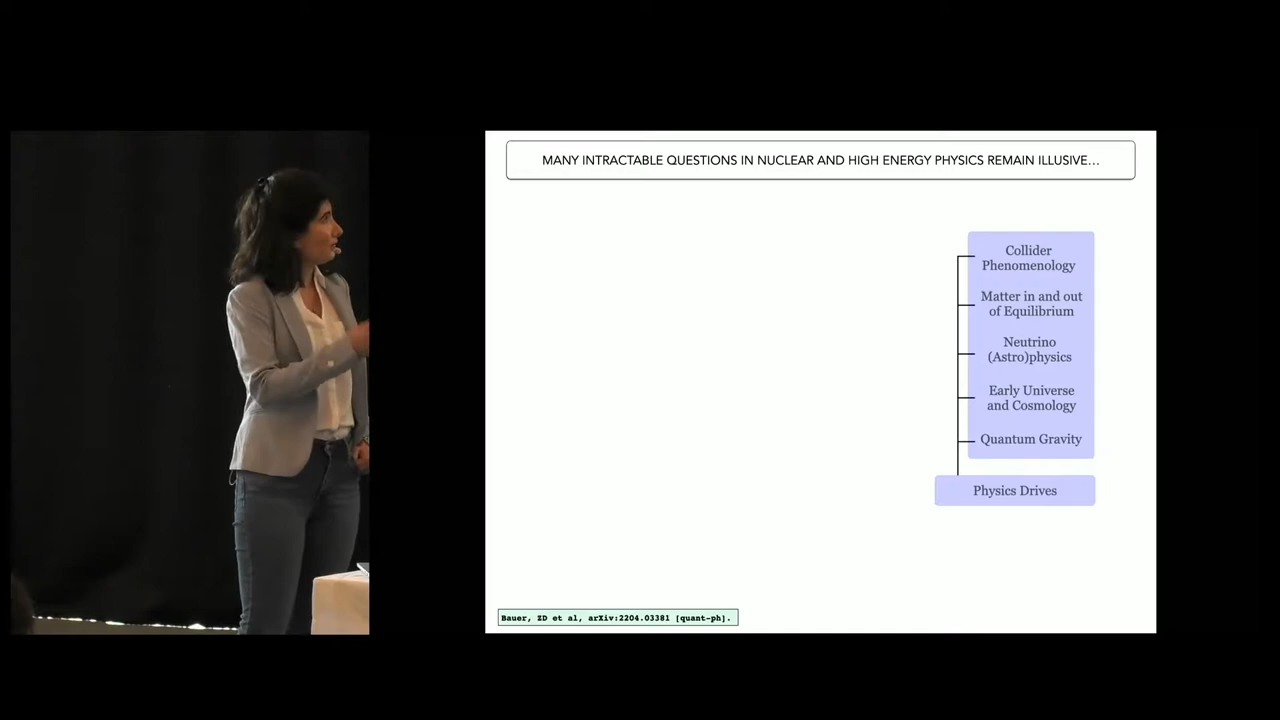 MANY INTRACTABLE QUESTIONS IN NUCLEAR AND HIGH ENERGY PHYSICS REMAIN ILLUSIVE...
Collider
Phenomenology
Matter in and out
of Equilibrium
Neutrino
(Astro)physics
Early Universe
and Cosmology
Quantum Gravity
Physics Drives
Bauer, ZD et al, arXiv:2204.03381 [quant-ph].